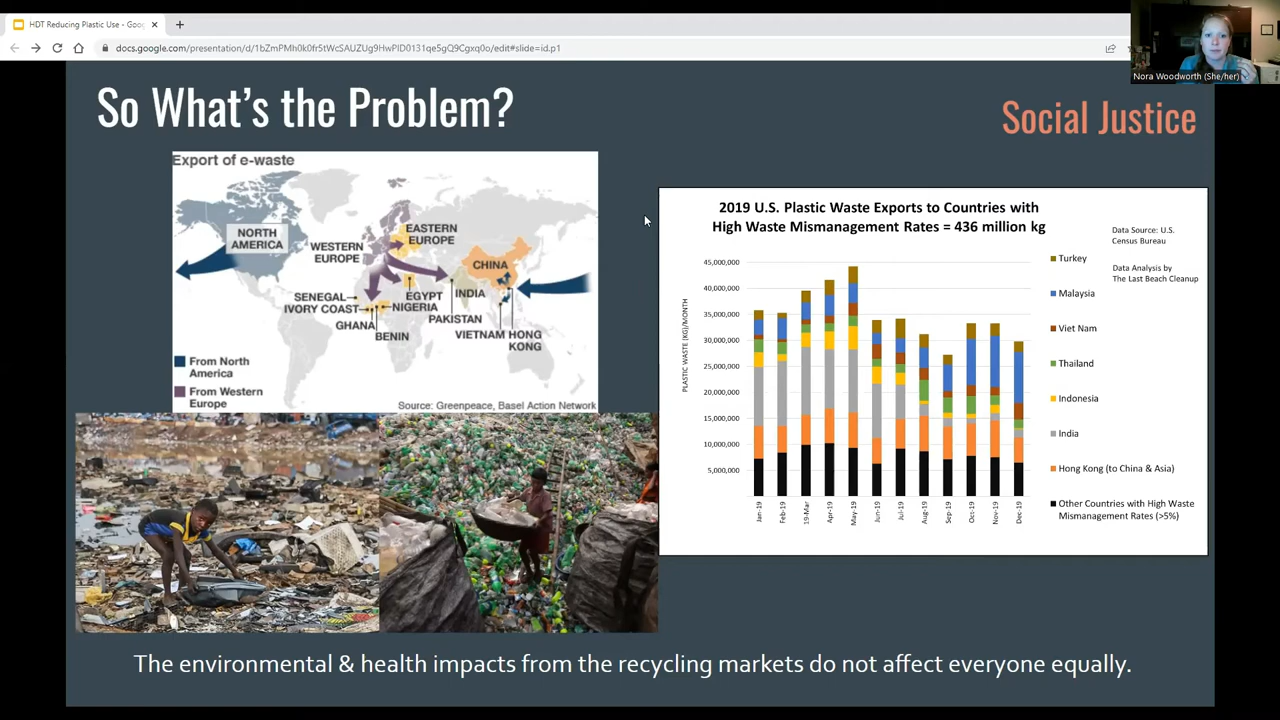 HDT Reducing Plastic Use - Goo
docs.google.com/presentation/d/1bZmPMh0k0fr5tWcSAUZUg9HwPlD0131qe5gQ9Cgxq0o/edit#slide=id.p1
Nora Woodworth (She/her)
So What's the Problem?
Social Justice
Export of e-waste
NORTH
AMERICA
WESTERN
EUROPE
EASTERN
EUROPE
CHINA
SENEGAL
IVORY COAST
GHANA
BENIN
NIGERIA
EGYPT
PAKISTAN
INDIA
VIETNAM
HONG
KONG
From North
America
From Western
Europe
Source: Greenpeace, Basel Action Network
2019 U.S. Plastic Waste Exports to Countries with
High Waste Mismanagement Rates = 436 million kg
Data Source: U.S.
Census Bureau
Data Analysis by
The Last Beach Cleanup
PLASTIC WASTE (KG)/MONTH
45,000,000
40,000,000
35,000,000
30,000,000
25,000,000
20,000,000
15,000,000
10,000,000
5,000,000
Jan-19
Feb-19
19-Mar
Apr-19
May-19
Jun-19
Jul-19
Aug-19
Sep-19
Oct-19
Nov-19
Dec-19
Turkey
Malaysia
Viet Nam
Thailand
Indonesia
India
Hong Kong (to China & Asia)
Other Countries with High Waste
Mismanagement Rates (>5%)
The environmental & health impacts from the recycling markets do not affect everyone equally.